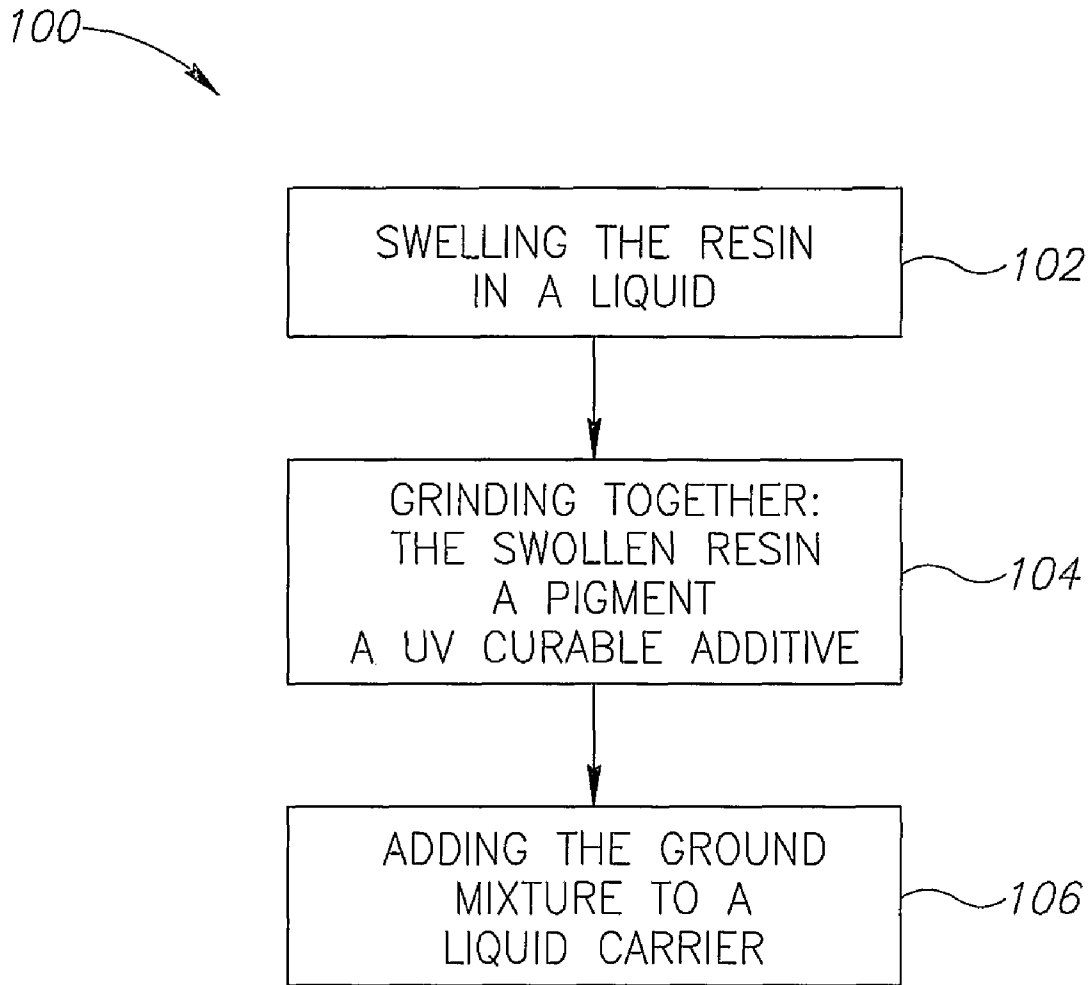 100
SWELLING THE RESIN
IN A LIQUID
102
GRINDING TOGETHER:
THE SWOLLEN RESIN
A PIGMENT
A UV CURABLE ADDITIVE
104
ADDING THE GROUND
MIXTURE TO A
LIQUID CARRIER
106